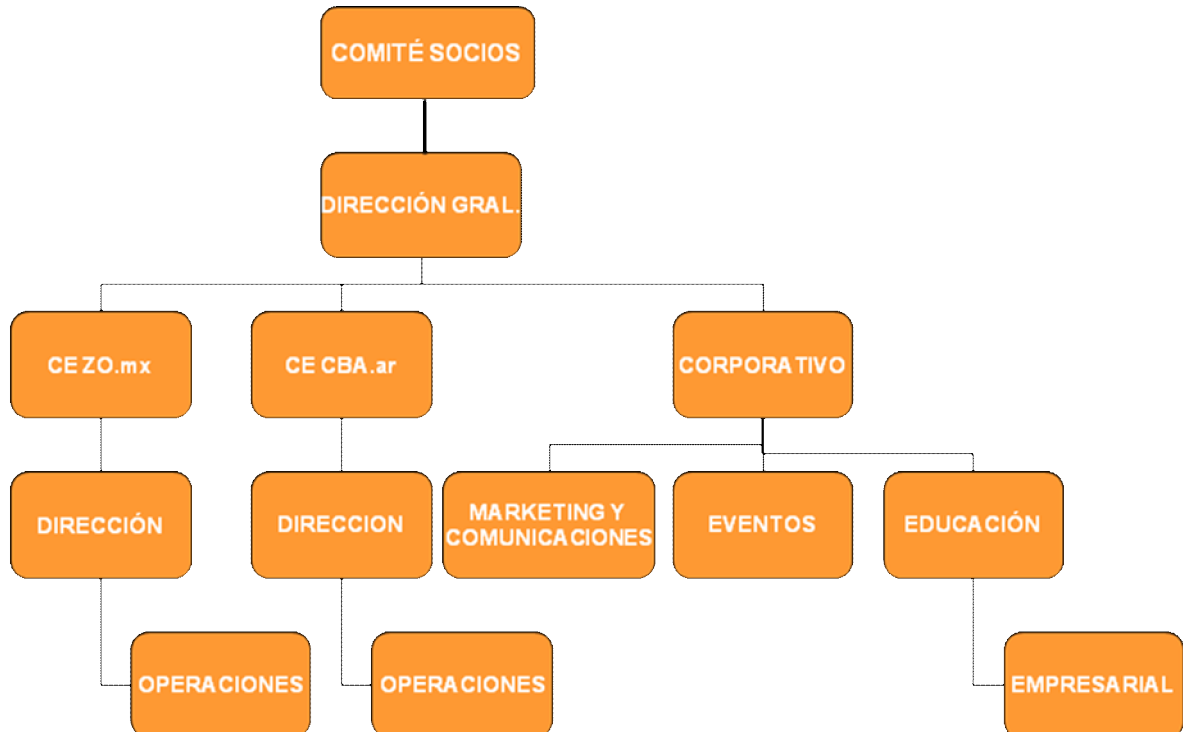 COMITÉ SOCIOS
DIRECCIÓN GRAL.
CE ZO.mx
CE CBA.ar
CORPORATIVO
DIRECCIÓN
DIRECCION
MARKETING Y
COMUNICACIONES
EVENTOS
EDUCACIÓN
OPERACIONES
OPERACIONES
EMPRESARIAL